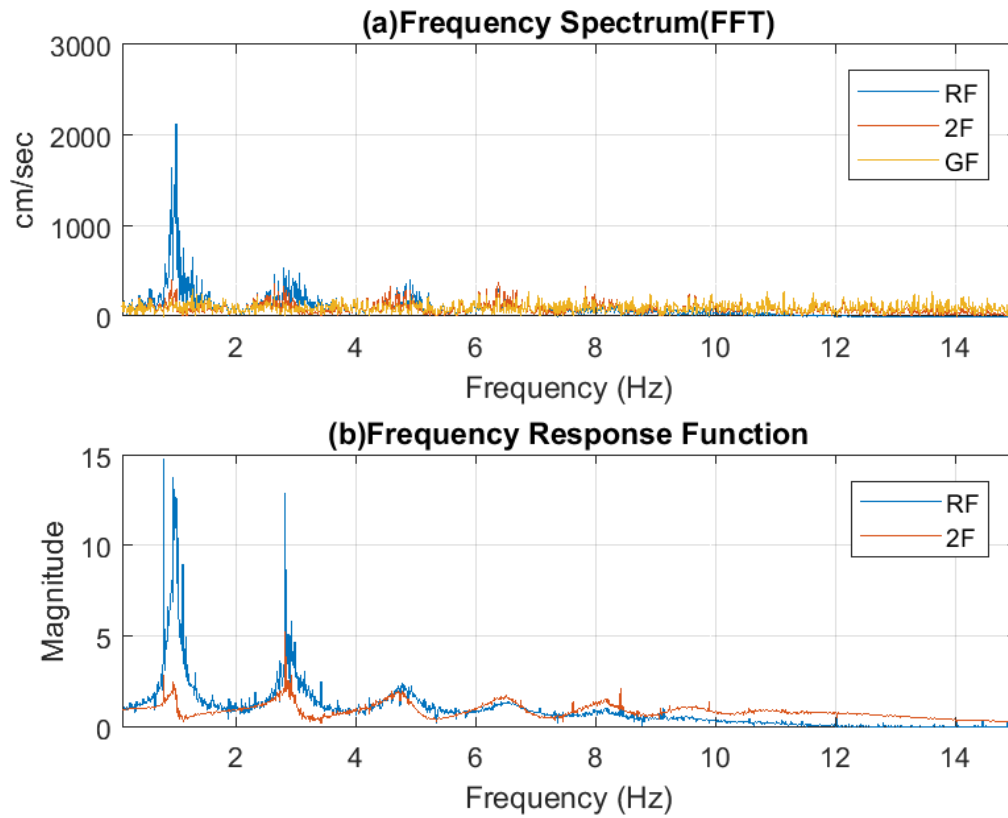 (a)Frequency Spectrum(FFT)
3000
2000
1000
0
cm/sec
RF
2F
GF
2 4 6 8 10 12 14
Frequency (Hz)
(b)Frequency Response Function
15
10
5
0
Magnitude
RF
2F
2 4 6 8 10 12 14
Frequency (Hz)